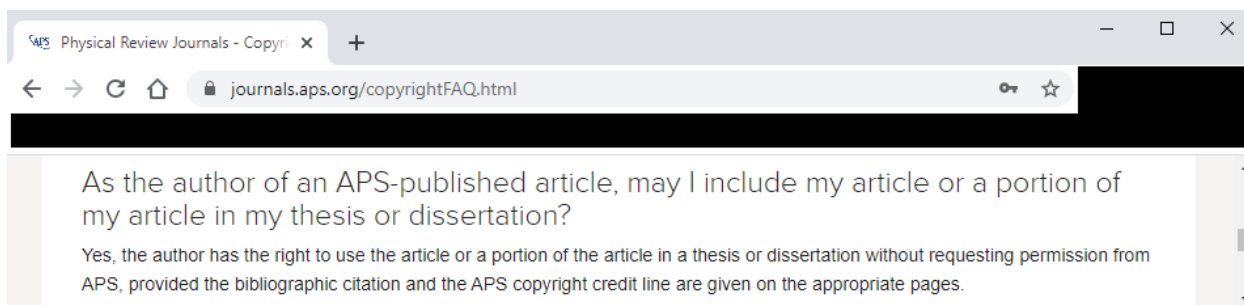 APS Physical Review Journals - Copyri
journals.aps.org/copyrightFAQ.html
As the author of an APS-published article, may I include my article or a portion of
my article in my thesis or dissertation?
Yes, the author has the right to use the article or a portion of the article in a thesis or dissertation without requesting permission from
APS, provided the bibliographic citation and the APS copyright credit line are given on the appropriate pages.